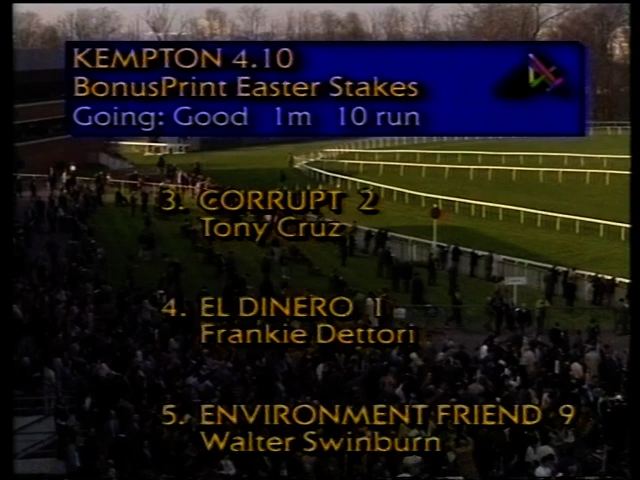 KEMPTON 4.10
BonusPrint Easter Stakes
Going: Good 1m 10 run
3. CORRUPT 2
Tony Cruz
4. EL DINERO 1
Frankie Dettori
5. ENVIRONMENT FRIEND 9
Walter Swinburn